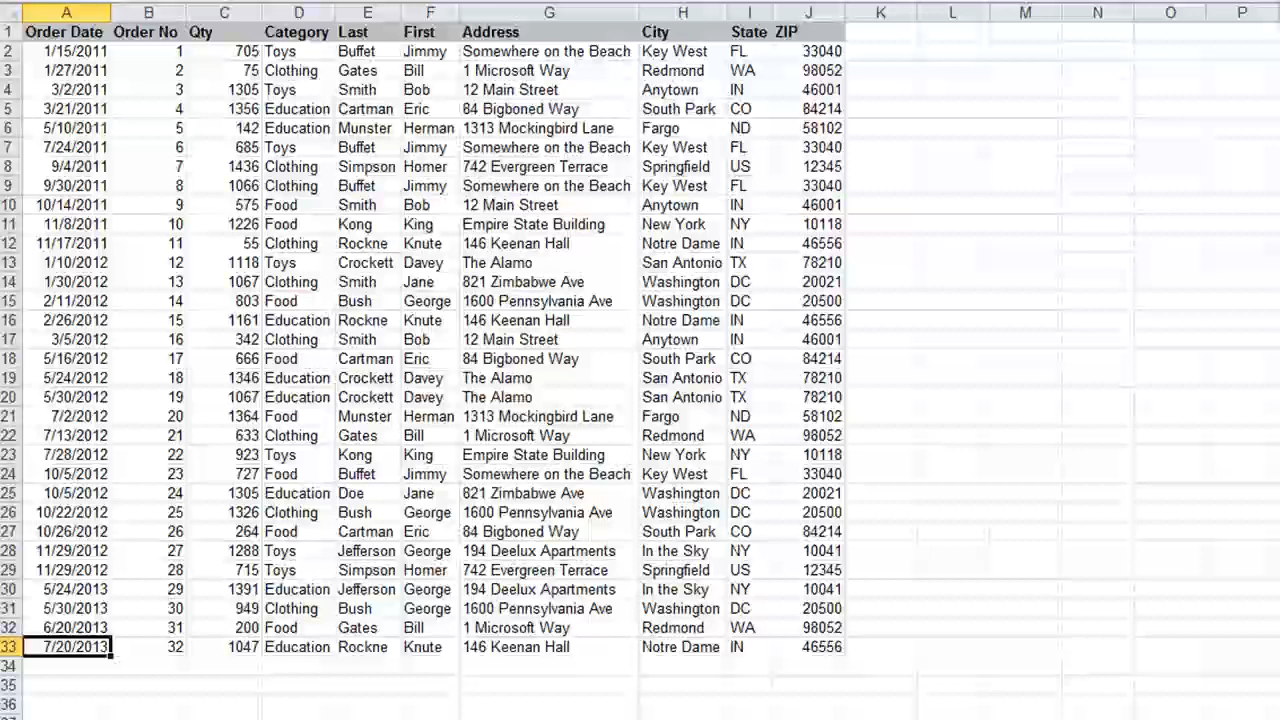 A B C D E F G H I J K L M N O P
1 Order Date Order No Qty Category Last First Address City State ZIP
2 1/15/2011 1 705 Toys Buffet Jimmy Somewhere on the Beach Key West FL 33040
3 1/27/2011 2 75 Clothing Gates Bill 1 Microsoft Way Redmond WA 98052
4 3/2/2011 3 1305 Toys Smith Bob 12 Main Street Anytown IN 46001
5 3/21/2011 4 1356 Education Cartman Eric 84 Bigboned Way South Park CO 84214
6 5/10/2011 5 142 Education Munster Herman 1313 Mockingbird Lane Fargo ND 58102
7 7/24/2011 6 685 Toys Buffet Jimmy Somewhere on the Beach Key West FL 33040
8 9/4/2011 7 1436 Clothing Simpson Homer 742 Evergreen Terrace Springfield US 12345
9 9/30/2011 8 1066 Clothing Buffet Jimmy Somewhere on the Beach Key West FL 33040
10 10/14/2011 9 575 Food Smith Bob 12 Main Street Anytown IN 46001
11 11/8/2011 10 1226 Food Kong King Empire State Building New York NY 10118
12 11/17/2011 11 55 Clothing Rockne Knute 146 Keenan Hall Notre Dame IN 46556
13 1/10/2012 12 1118 Toys Crockett Davey The Alamo San Antonio TX 78210
14 1/30/2012 13 1067 Clothing Smith Jane 821 Zimbabwe Ave Washington DC 20021
15 2/11/2012 14 803 Food Bush George 1600 Pennsylvania Ave Washington DC 20500
16 2/26/2012 15 1161 Education Rockne Knute 146 Keenan Hall Notre Dame IN 46556
17 3/5/2012 16 342 Clothing Smith Bob 12 Main Street Anytown IN 46001
18 5/16/2012 17 666 Food Cartman Eric 84 Bigboned Way South Park CO 84214
19 5/24/2012 18 1346 Education Crockett Davey The Alamo San Antonio TX 78210
20 5/30/2012 19 1067 Education Crockett Davey The Alamo San Antonio TX 78210
21 7/2/2012 20 1364 Food Munster Herman 1313 Mockingbird Lane Fargo ND 58102
22 7/13/2012 21 633 Clothing Gates Bill 1 Microsoft Way Redmond WA 98052
23 7/28/2012 22 923 Toys Kong King Empire State Building New York NY 10118
24 10/5/2012 23 727 Food Buffet Jimmy Somewhere on the Beach Key West FL 33040
25 10/5/2012 24 1305 Education Doe Jane 821 Zimbabwe Ave Washington DC 20021
26 10/22/2012 25 1326 Clothing Bush George 1600 Pennsylvania Ave Washington DC 20500
27 10/26/2012 26 264 Food Cartman Eric 84 Bigboned Way South Park CO 84214
28 11/29/2012 27 1288 Toys Jefferson George 194 Deelux Apartments In the Sky NY 10041
29 11/29/2012 28 715 Toys Simpson Homer 742 Evergreen Terrace Springfield US 12345
30 5/24/2013 29 1391 Education Jefferson George 194 Deelux Apartments In the Sky NY 10041
31 5/30/2013 30 949 Clothing Bush George 1600 Pennsylvania Ave Washington DC 20500
32 6/20/2013 31 200 Food Gates Bill 1 Microsoft Way Redmond WA 98052
33 7/20/2013 32 1047 Education Rockne Knute 146 Keenan Hall Notre Dame IN 46556
34
35
36